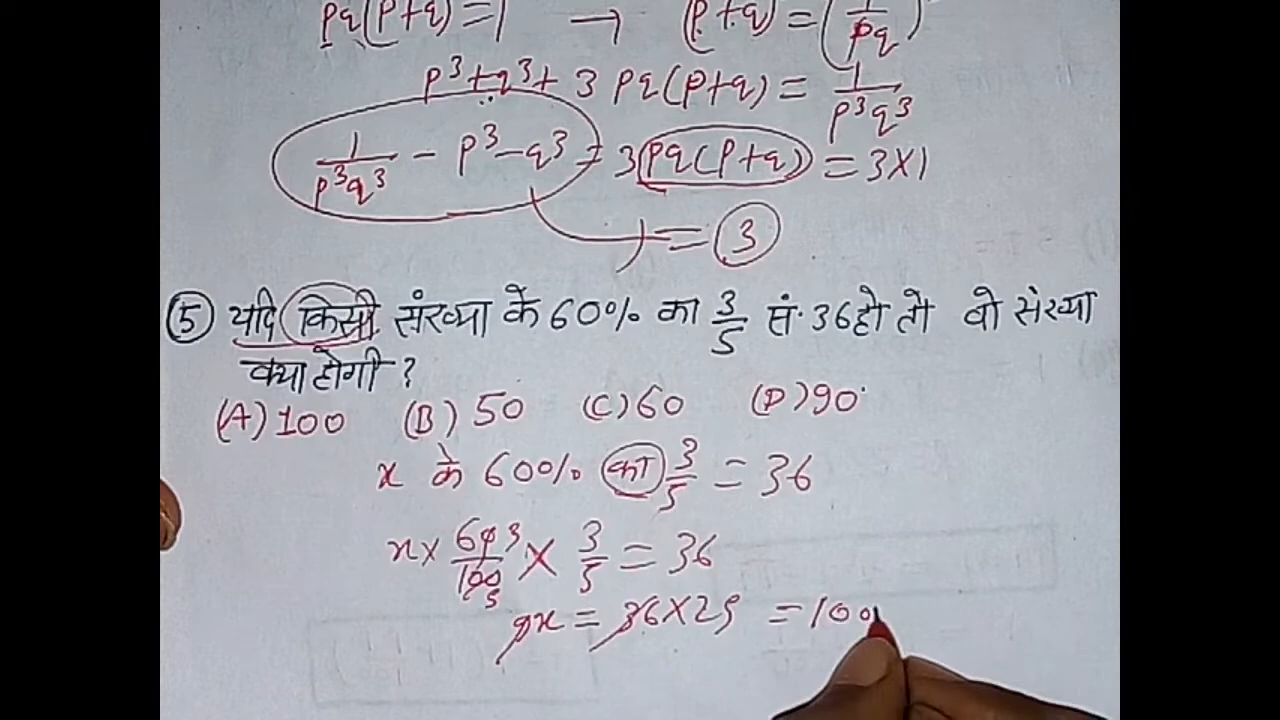 pq(p+q)=1 → (p+q)=(1/pq)
p³+q³+3pq(p+q)=1/p³q³
1/p³q³-p³-q³=3pq(p+q)=3×1
=3
(5) यदि किसी संख्या के 60% का 3/5 सं. 36 हो तो वो संख्या
क्या होगी?
(A) 100 (B) 50 (C) 60 (D) 90
x के 60% का 3/5 = 36
x × 60/100 × 3/5 = 36
9x = 36×25 = 100